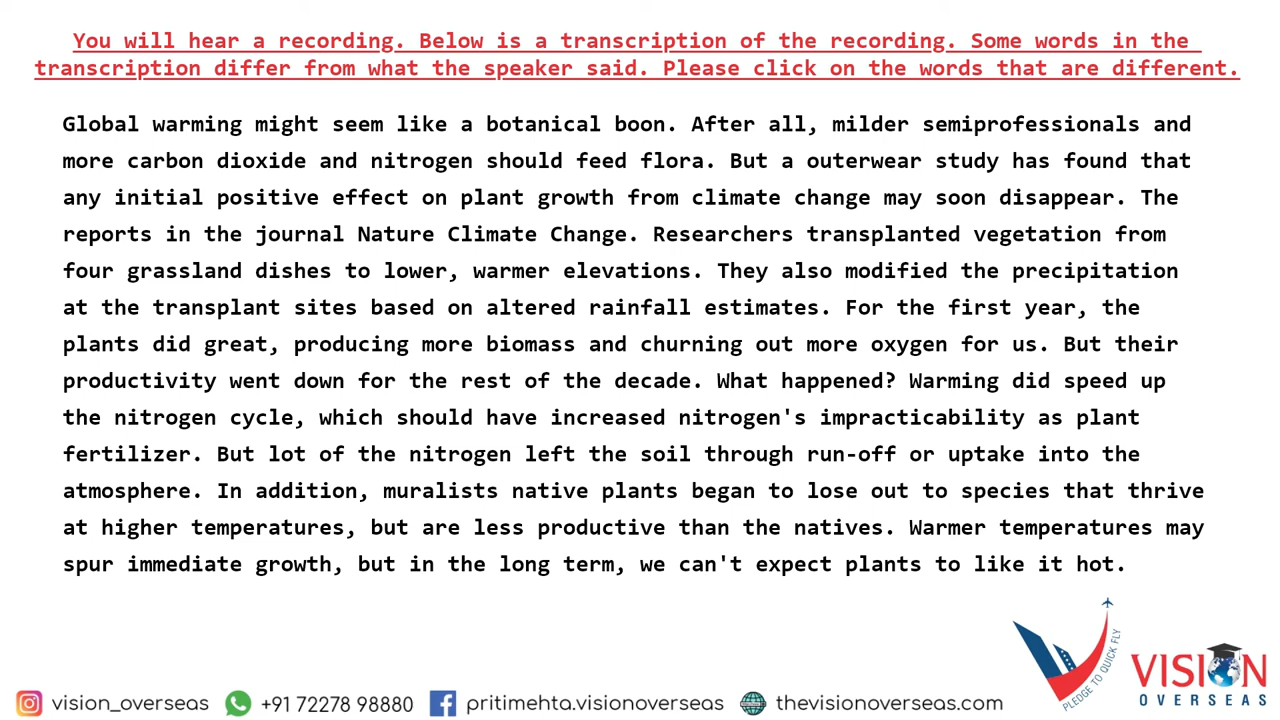 You will hear a recording. Below is a transcription of the recording. Some words in the
transcription differ from what the speaker said. Please click on the words that are different.
Global warming might seem like a botanical boon. After all, milder semiprofessionals and
more carbon dioxide and nitrogen should feed flora. But a outerwear study has found that
any initial positive effect on plant growth from climate change may soon disappear. The
reports in the journal Nature Climate Change. Researchers transplanted vegetation from
four grassland dishes to lower, warmer elevations. They also modified the precipitation
at the transplant sites based on altered rainfall estimates. For the first year, the
plants did great, producing more biomass and churning out more oxygen for us. But their
productivity went down for the rest of the decade. What happened? Warming did speed up
the nitrogen cycle, which should have increased nitrogen's impracticability as plant
fertilizer. But lot of the nitrogen left the soil through run-off or uptake into the
atmosphere. In addition, muralists native plants began to lose out to species that thrive
at higher temperatures, but are less productive than the natives. Warmer temperatures may
spur immediate growth, but in the long term, we can't expect plants to like it hot.
PLEDGE TO QUICK FLY
VISION
OVERSEAS
vision_overseas +91 72278 98880 pritimehta.visionoverseas thevisionoverseas.com